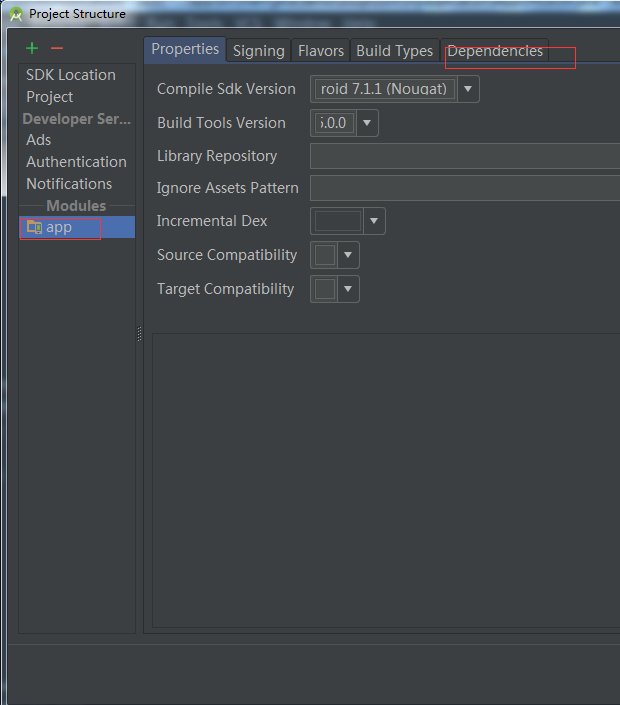 Project Structure
Properties Signing Flavors Build Types Dependencies
SDK Location
Project
Developer Ser...
Ads
Authentication
Notifications
Modules
app
Compile Sdk Version roid 7.1.1 (Nougat)
Build Tools Version .0.0
Library Repository
Ignore Assets Pattern
Incremental Dex
Source Compatibility
Target Compatibility